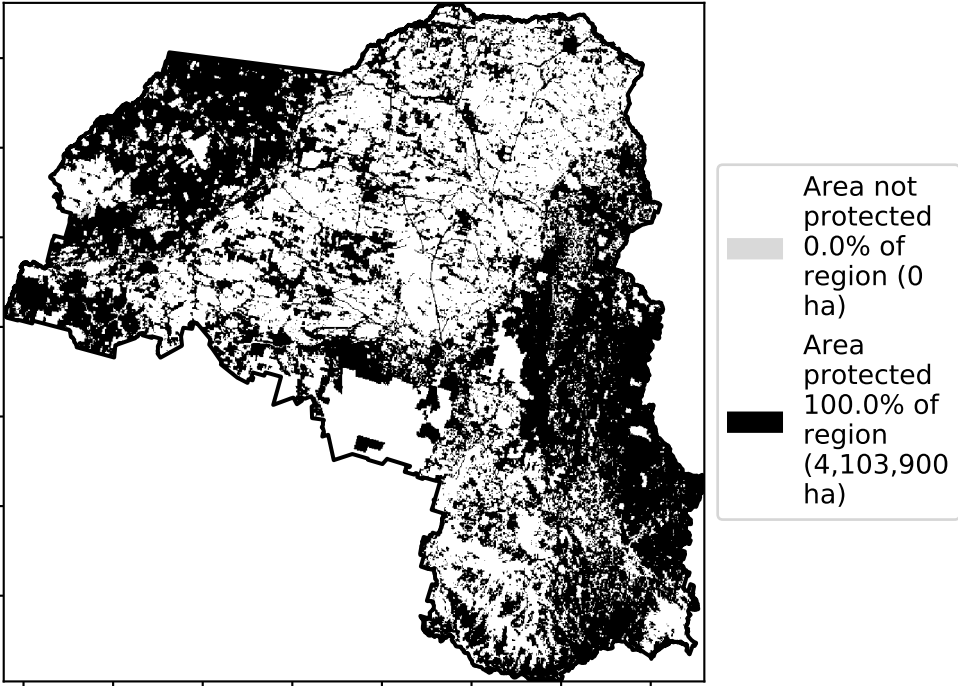 Area not
protected
0.0% of
region (0
ha)
Area
protected
100.0% of
region
(4,103,900
ha)